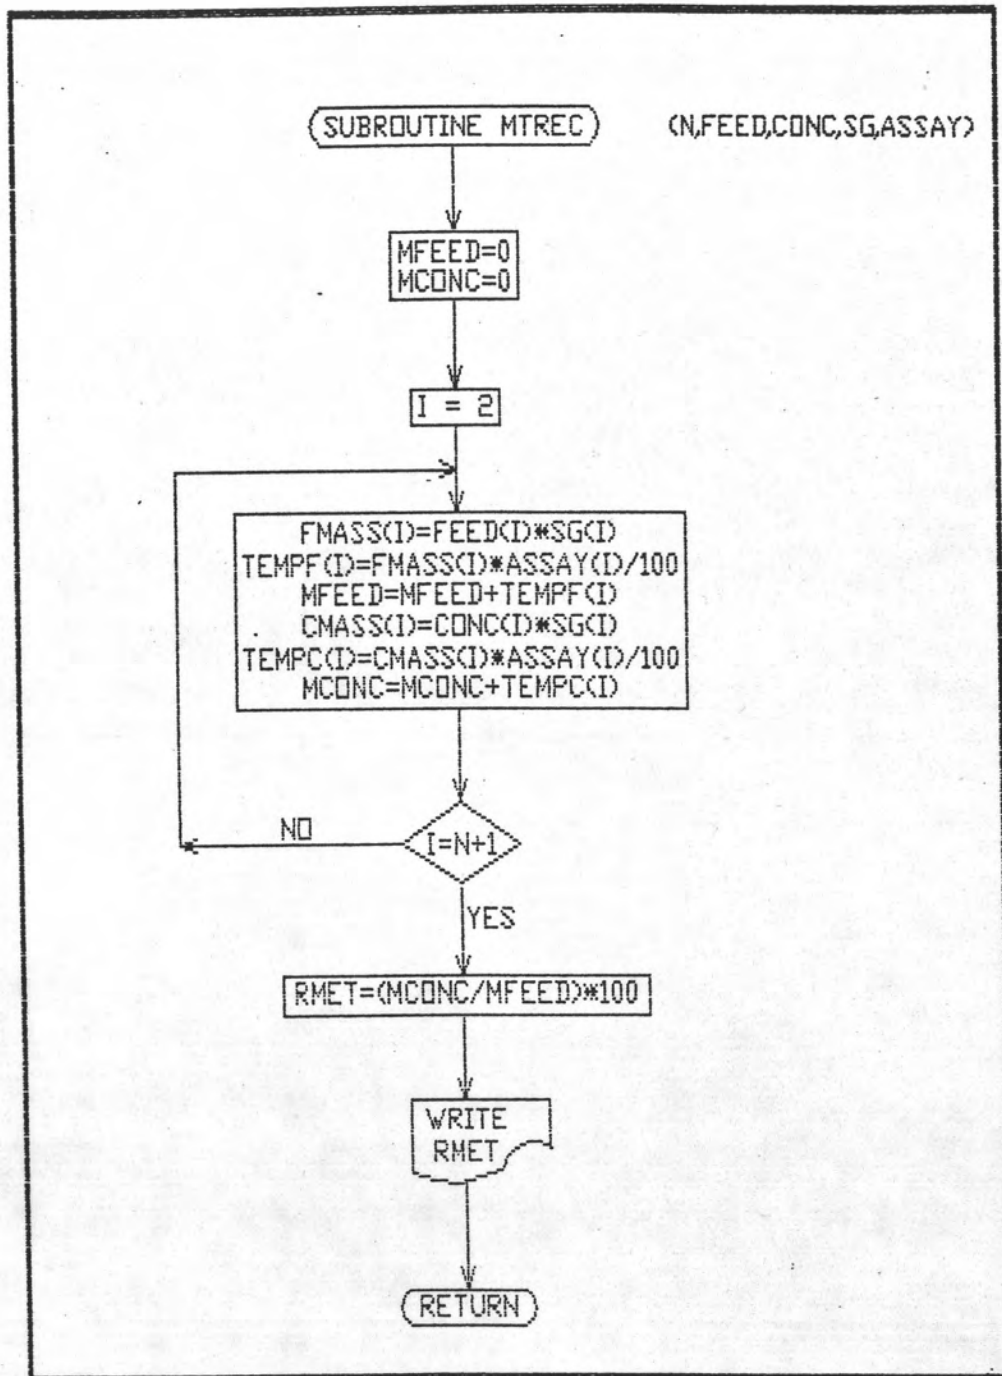 SUBROUTINE MTREC (N,FEED,CONC,SG,ASSAY)
MFEED=0
MCONC=0
I = 2
FMASS(I)=FEED(I)*SG(I)
TEMPF(I)=FMASS(I)*ASSAY(I)/100
MFEED=MFEED+TEMPF(I)
CMASS(I)=CONC(I)*SG(I)
TEMPC(I)=CMASS(I)*ASSAY(I)/100
MCONC=MCONC+TEMPC(I)
NO
I=N+1
YES
RMET=(MCONC/MFEED)*100
WRITE
RMET
RETURN